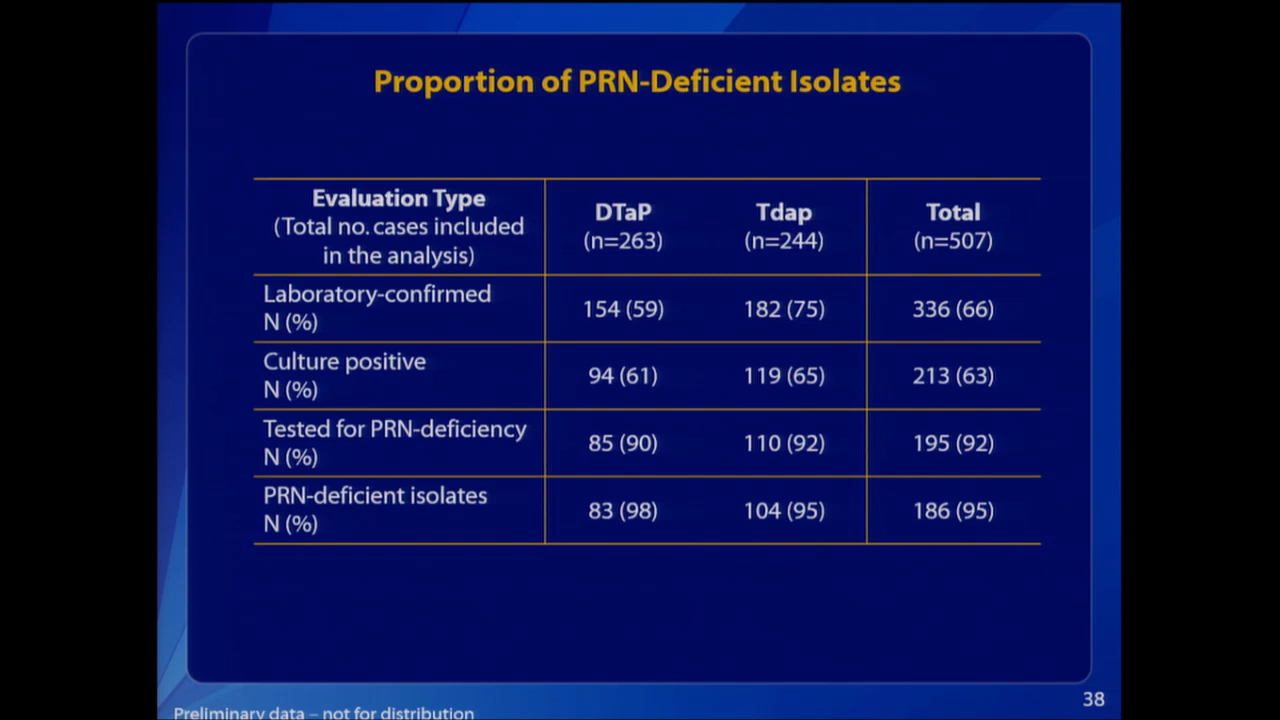 Proportion of PRN-Deficient Isolates
Evaluation Type
(Total no. cases included
in the analysis)
DTaP
(n=263)
Tdap
(n=244)
Total
(n=507)
Laboratory-confirmed
N (%)
154 (59)
182 (75)
336 (66)
Culture positive
N (%)
94 (61)
119 (65)
213 (63)
Tested for PRN-deficiency
N (%)
85 (90)
110 (92)
195 (92)
PRN-deficient isolates
N (%)
83 (98)
104 (95)
186 (95)
38
Preliminary data – not for distribution